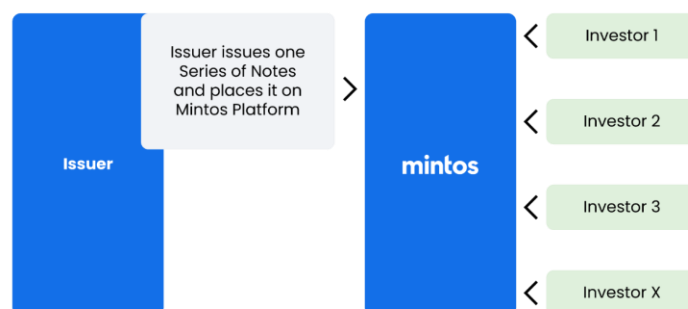 Issuer
Issuer issues one
Series of Notes
and places it on
Mintos Platform
mintos
Investor 1
Investor 2
Investor 3
Investor X